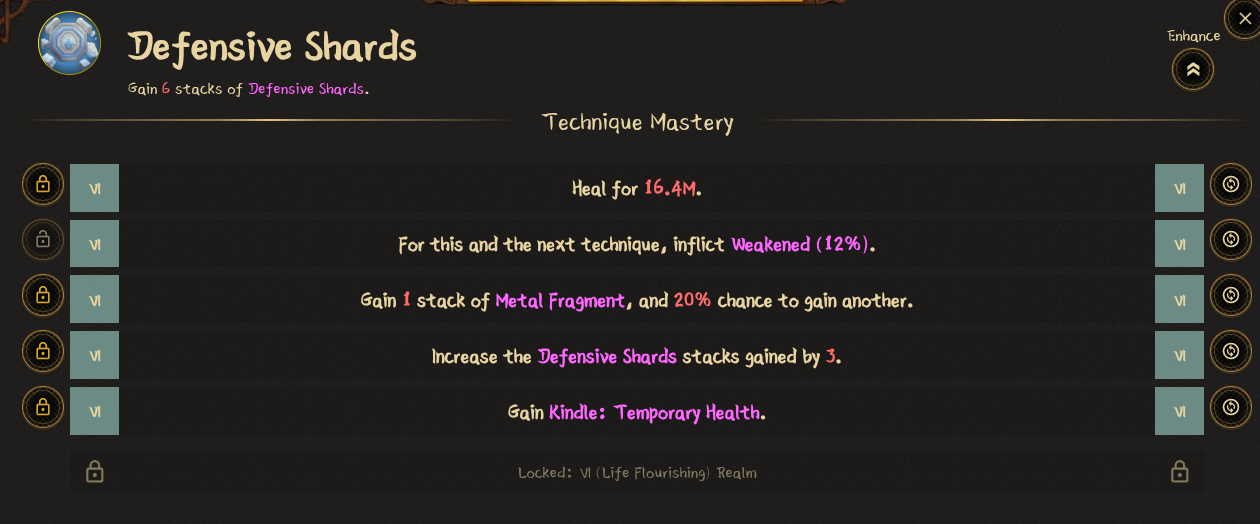 Defensive Shards
Enhance
Gain 6 stacks of Defensive Shards.
Technique Mastery
VI Heal for 16.4M. VI
VI For this and the next technique, inflict Weakened (12%). VI
VI Gain 1 stack of Metal Fragment, and 20% chance to gain another. VI
VI Increase the Defensive Shards stacks gained by 3. VI
VI Gain Kindle: Temporary Health. VI
Locked: VI (Life Flourishing) Realm